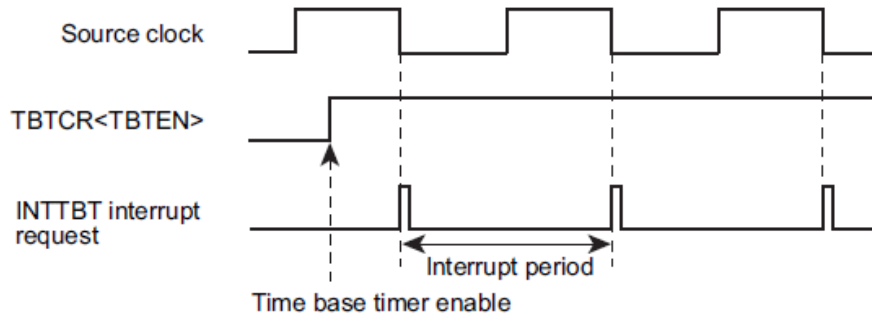 Source clock
TBTCR<TBTEN>
INTTBT interrupt
request
Interrupt period
Time base timer enable